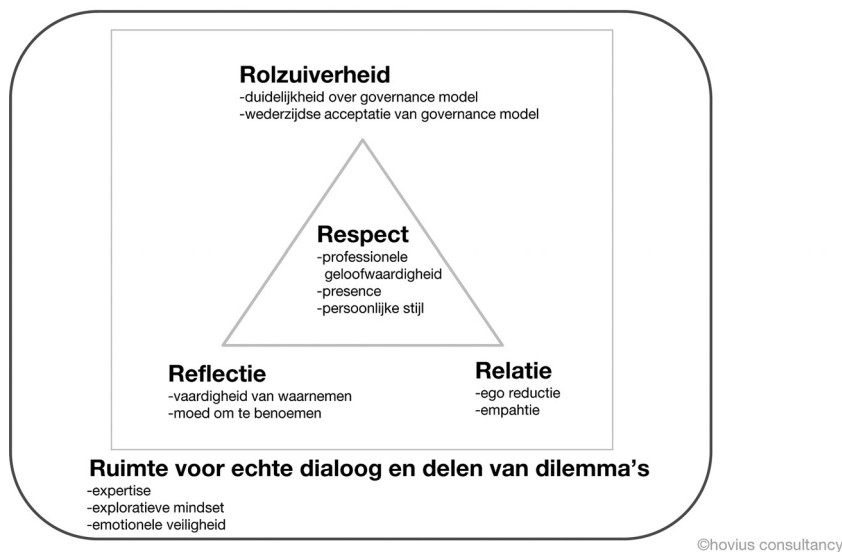 Rolzuiverheid
-duidelijkheid over governance model
-wederzijdse acceptatie van governance model
Respect
-professionele
geloofwaardigheid
-presence
-persoonlijke stijl
Reflectie
-vaardigheid van waarnemen
-moed om te benoemen
Relatie
-ego reductie
-empahtie
Ruimte voor echte dialoog en delen van dilemma's
-expertise
-exploratieve mindset
-emotionele veiligheid
©hovius consultancy